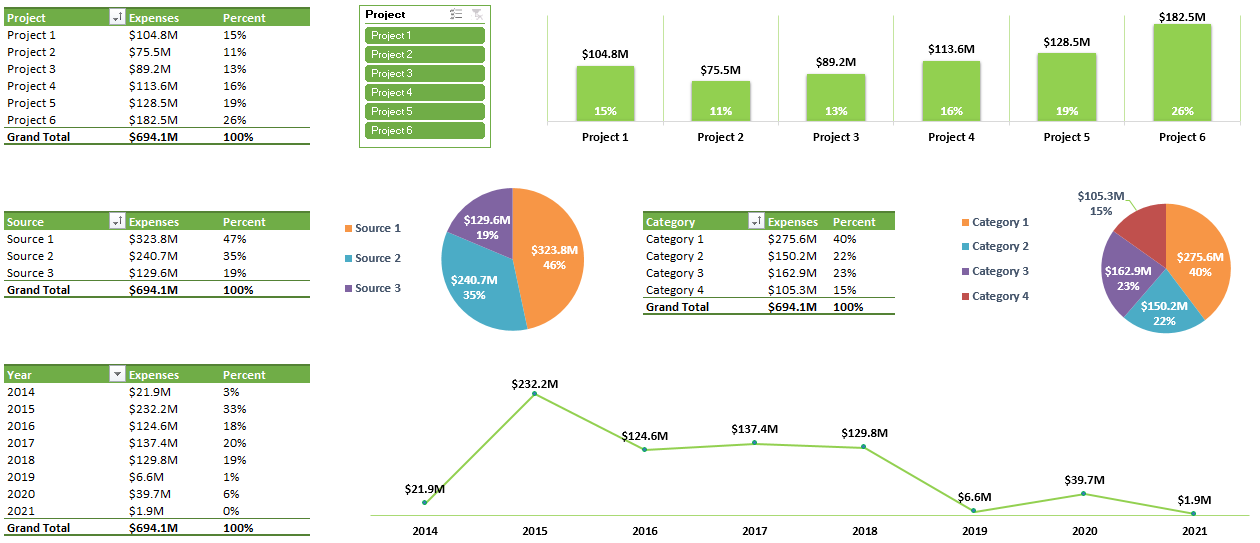 Project Expenses Percent
Project 1 $104.8M 15%
Project 2 $75.5M 11%
Project 3 $89.2M 13%
Project 4 $113.6M 16%
Project 5 $128.5M 19%
Project 6 $182.5M 26%
Grand Total $694.1M 100%
Project
Project 1
Project 2
Project 3
Project 4
Project 5
Project 6
$104.8M $75.5M $89.2M $113.6M $128.5M $182.5M
15% 11% 13% 16% 19% 26%
Project 1 Project 2 Project 3 Project 4 Project 5 Project 6
Source Expenses Percent
Source 1 $323.8M 47%
Source 2 $240.7M 35%
Source 3 $129.6M 19%
Grand Total $694.1M 100%
Source 1
Source 2
Source 3
$129.6M
19%
$323.8M
46%
$240.7M
35%
Category Expenses Percent
Category 1 $275.6M 40%
Category 2 $150.2M 22%
Category 3 $162.9M 23%
Category 4 $105.3M 15%
Grand Total $694.1M 100%
Category 1
Category 2
Category 3
Category 4
$105.3M
15%
$275.6M
40%
$162.9M
23%
$150.2M
22%
Year Expenses Percent
2014 $21.9M 3%
2015 $232.2M 33%
2016 $124.6M 18%
2017 $137.4M 20%
2018 $129.8M 19%
2019 $6.6M 1%
2020 $39.7M 6%
2021 $1.9M 0%
Grand Total $694.1M 100%
$21.9M $232.2M $124.6M $137.4M $129.8M $6.6M $39.7M $1.9M
2014 2015 2016 2017 2018 2019 2020 2021